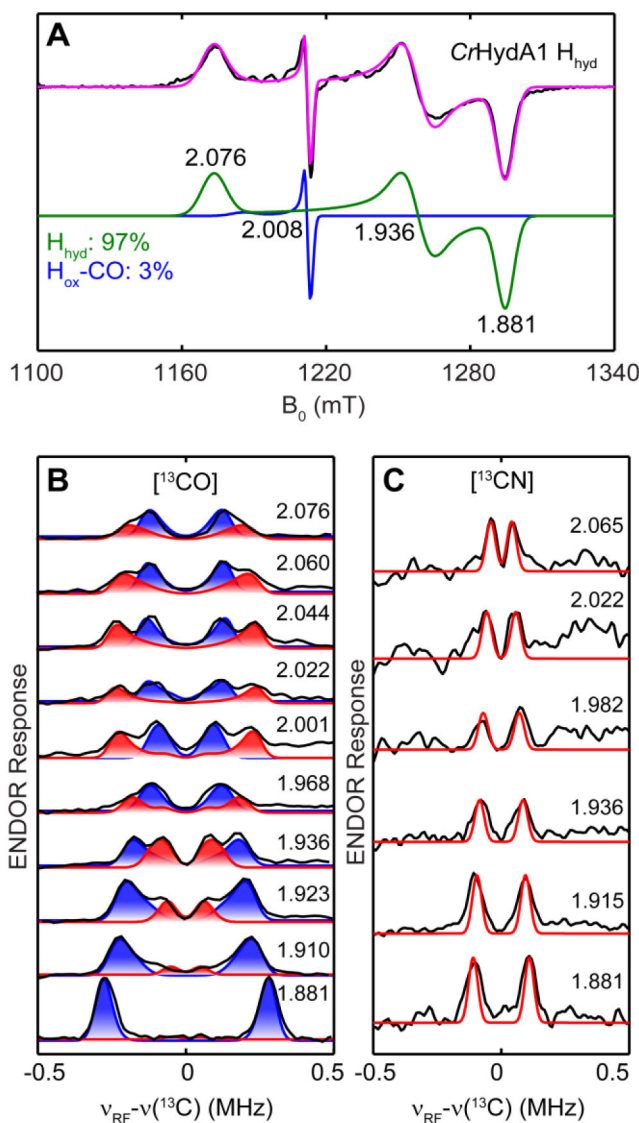 A
CrHydA1 Hhyd
2.076
2.008
1.936
1.881
Hhyd: 97%
Hox-CO: 3%
1100 1160 1220 1280 1340
B0 (mT)
B
[13CO]
2.076
2.060
2.044
2.022
2.001
1.968
1.936
1.923
1.910
1.881
ENDOR Response
-0.5 0 0.5
νRF-ν(13C) (MHz)
C
[13CN]
2.065
2.022
1.982
1.936
1.915
1.881
ENDOR Response
-0.5 0 0.5
νRF-ν(13C) (MHz)